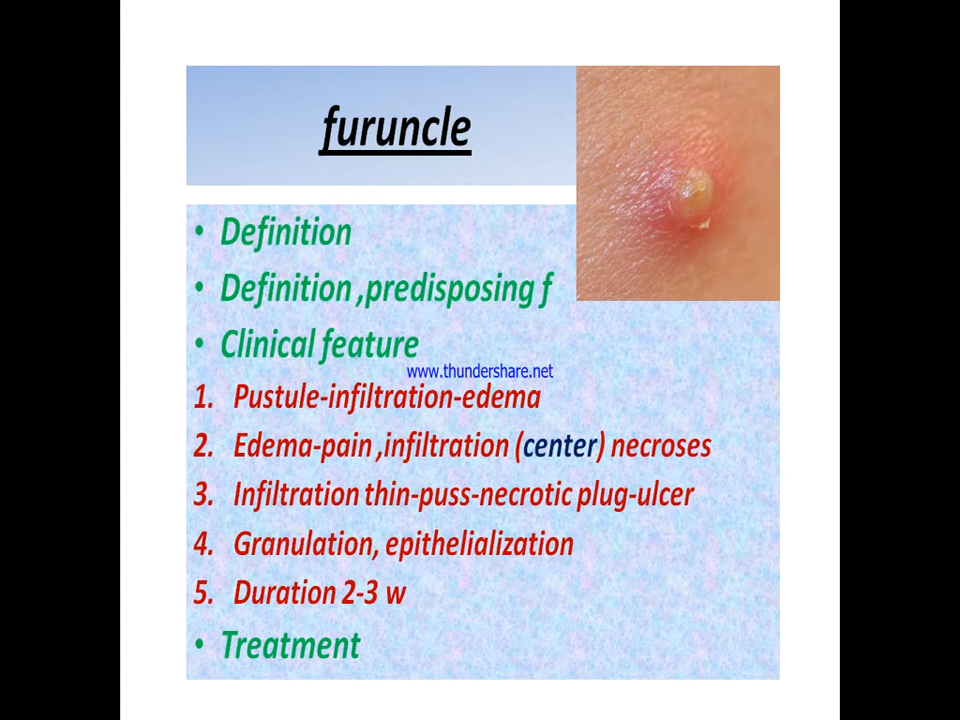 furuncle
• Definition
• Definition ,predisposing f
• Clinical feature
www.thundershare.net
1. Pustule-infiltration-edema
2. Edema-pain ,infiltration (center) necroses
3. Infiltration thin-puss-necrotic plug-ulcer
4. Granulation, epithelialization
5. Duration 2-3 w
• Treatment